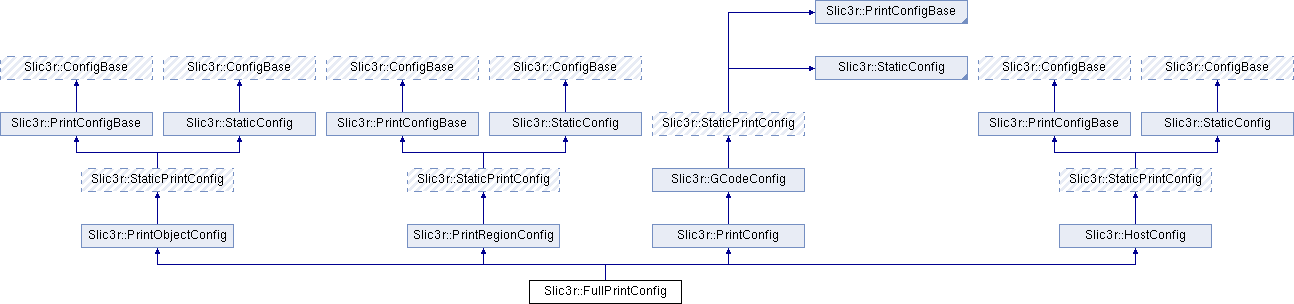 Slic3r::PrintConfigBase
Slic3r::ConfigBase Slic3r::ConfigBase Slic3r::ConfigBase Slic3r::ConfigBase Slic3r::StaticConfig Slic3r::ConfigBase Slic3r::ConfigBase
Slic3r::PrintConfigBase Slic3r::StaticConfig Slic3r::PrintConfigBase Slic3r::StaticConfig Slic3r::StaticPrintConfig Slic3r::PrintConfigBase Slic3r::StaticConfig
Slic3r::StaticPrintConfig Slic3r::StaticPrintConfig Slic3r::GCodeConfig Slic3r::StaticPrintConfig
Slic3r::PrintObjectConfig Slic3r::PrintRegionConfig Slic3r::PrintConfig Slic3r::HostConfig
Slic3r::FullPrintConfig